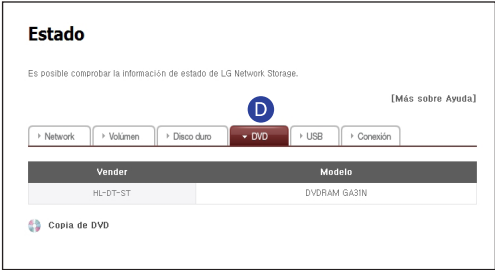 Estado
Es posible comprobar la información de estado de LG Network Storage.
[Más sobre Ayuda]
D
Network Volúmen Disco duro DVD USB Conexión
Vender Modelo
HL-DT-ST DVDRAM GA31N
Copia de DVD